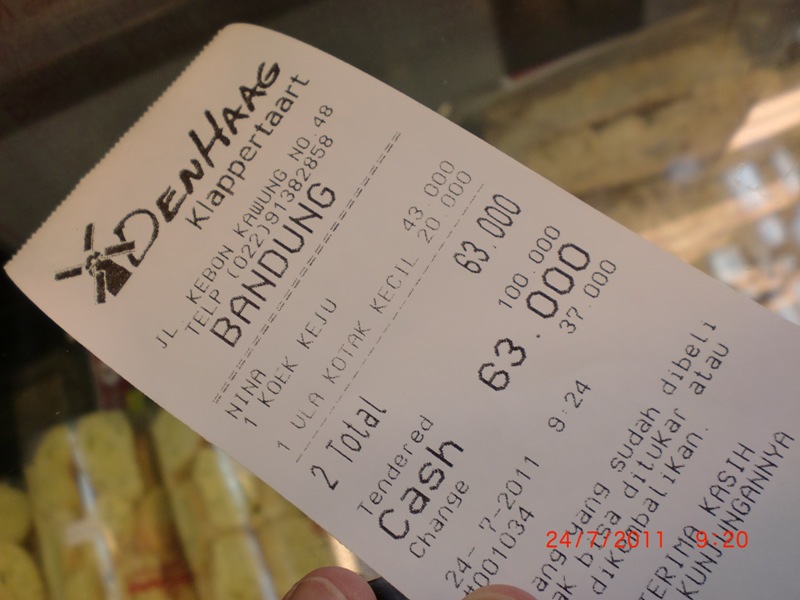 DENHAAG
Klappertaart
JL. KEBON KAWUNG NO.48
TELP (022)91382858
BANDUNG
NINA
1 KOEK KEJU 43.000
1 ULA KOTAK KECIL 20.000
2 Total 63.000
Tendered 100.000
Cash 63.000
Change 37.000
24- 7-2011 9:24
#001034
ang yang sudah dibeli
ak bisa ditukar atau
dikembalikan.
TERIMA KASIH
KUNJUNGANNYA
24/7/2011 9:20